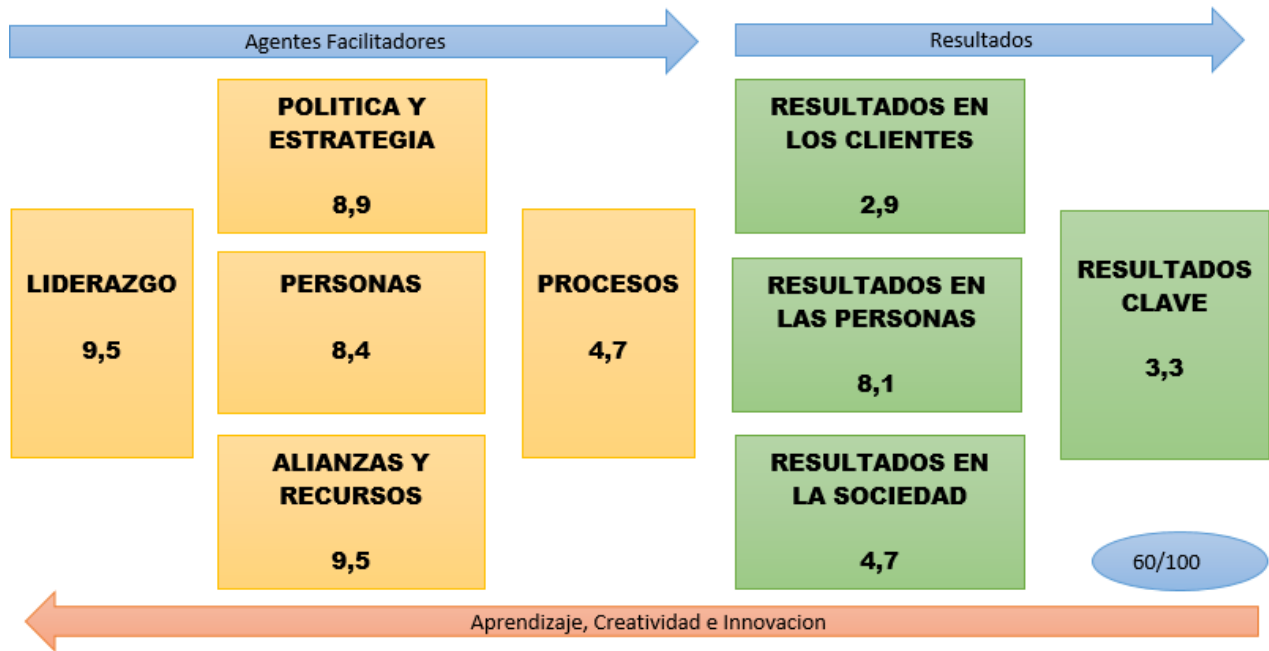 Agentes Facilitadores
Resultados
POLITICA Y
ESTRATEGIA
8,9
RESULTADOS EN
LOS CLIENTES
2,9
LIDERAZGO
9,5
PERSONAS
8,4
PROCESOS
4,7
RESULTADOS EN
LAS PERSONAS
8,1
RESULTADOS
CLAVE
3,3
ALIANZAS Y
RECURSOS
9,5
RESULTADOS EN
LA SOCIEDAD
4,7
60/100
Aprendizaje, Creatividad e Innovacion